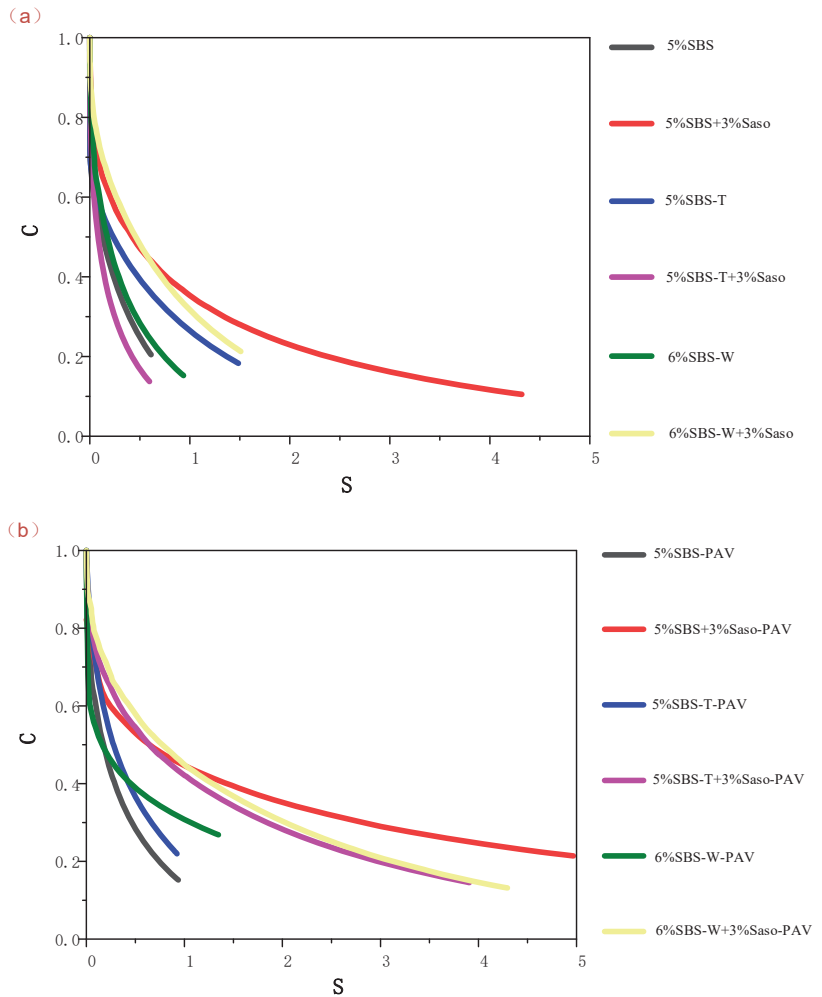 （a）
1.0
0.8
0.6
0.4
0.2
0.0
C
0 1 2 3 4 5
S
5%SBS
5%SBS+3%Saso
5%SBS-T
5%SBS-T+3%Saso
6%SBS-W
6%SBS-W+3%Saso
（b）
1.0
0.8
0.6
0.4
0.2
0.0
C
0 1 2 3 4 5
S
5%SBS-PAV
5%SBS+3%Saso-PAV
5%SBS-T-PAV
5%SBS-T+3%Saso-PAV
6%SBS-W-PAV
6%SBS-W+3%Saso-PAV